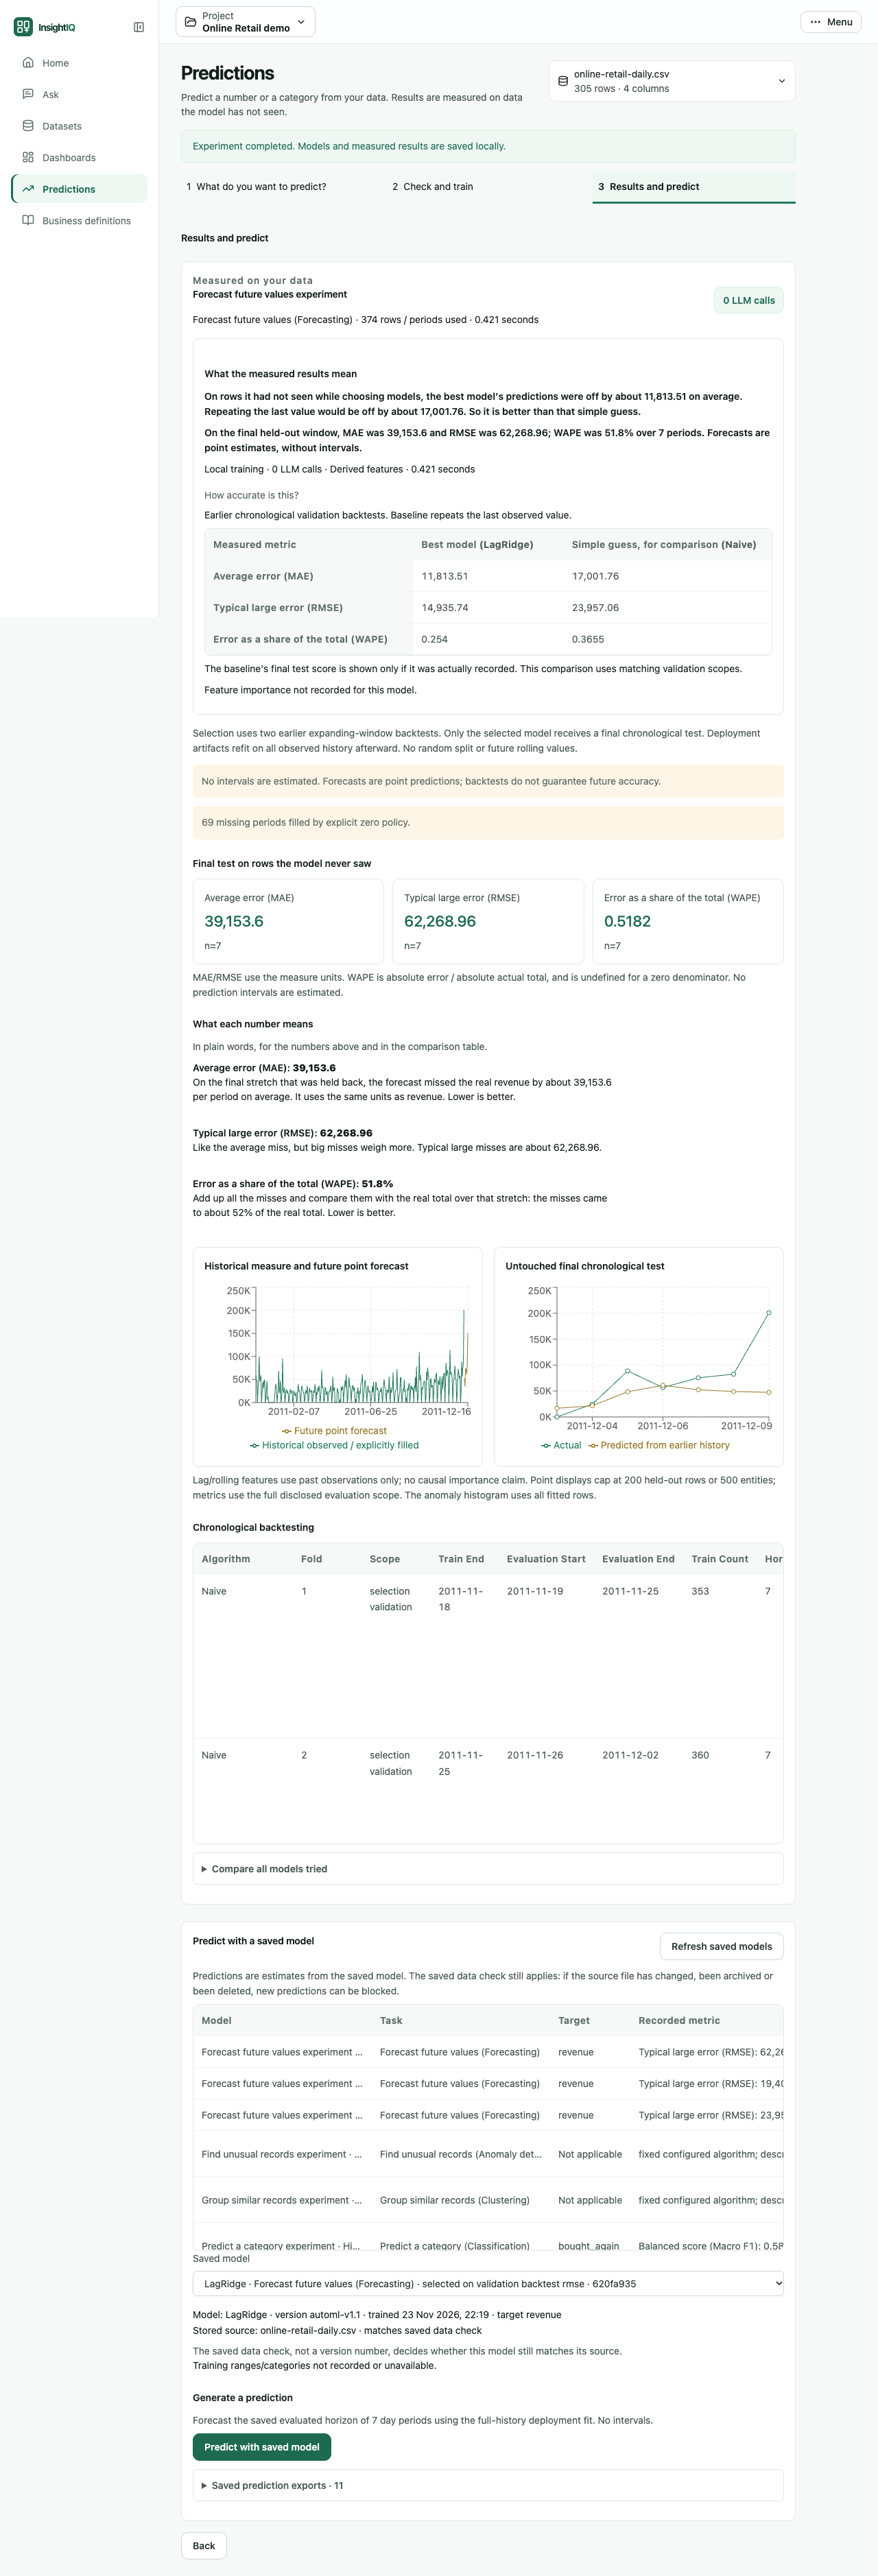 InsightIQ
Home
Ask
Datasets
Dashboards
Predictions
Business definitions
Project
Online Retail demo
Menu
Predictions
Predict a number or a category from your data. Results are measured on data
the model has not seen.
online-retail-daily.csv
305 rows · 4 columns
Experiment completed. Models and measured results are saved locally.
1 What do you want to predict?
2 Check and train
3 Results and predict
Results and predict
Measured on your data
Forecast future values experiment
0 LLM calls
Forecast future values (Forecasting) · 374 rows / periods used · 0.421 seconds
What the measured results mean
On rows it had not seen while choosing models, the best model's predictions were off by about 11,813.51 on average.
Repeating the last value would be off by about 17,001.76. So it is better than that simple guess.
On the final held-out window, MAE was 39,153.6 and RMSE was 62,268.96; WAPE was 51.8% over 7 periods. Forecasts are
point estimates, without intervals.
Local training · 0 LLM calls · Derived features · 0.421 seconds
How accurate is this?
Earlier chronological validation backtests. Baseline repeats the last observed value.
Measured metric Best model (LagRidge) Simple guess, for comparison (Naive)
Average error (MAE) 11,813.51 17,001.76
Typical large error (RMSE) 14,935.74 23,957.06
Error as a share of the total (WAPE) 0.254 0.3655
The baseline's final test score is shown only if it was actually recorded. This comparison uses matching validation scopes.
Feature importance not recorded for this model.
Selection uses two earlier expanding-window backtests. Only the selected model receives a final chronological test. Deployment
artifacts refit on all observed history afterward. No random split or future rolling values.
No intervals are estimated. Forecasts are point predictions; backtests do not guarantee future accuracy.
69 missing periods filled by explicit zero policy.
Final test on rows the model never saw
Average error (MAE)
39,153.6
n=7
Typical large error (RMSE)
62,268.96
n=7
Error as a share of the total (WAPE)
0.5182
n=7
MAE/RMSE use the measure units. WAPE is absolute error / absolute actual total, and is undefined for a zero denominator. No
prediction intervals are estimated.
What each number means
In plain words, for the numbers above and in the comparison table.
Average error (MAE): 39,153.6
On the final stretch that was held back, the forecast missed the real revenue by about 39,153.6
per period on average. It uses the same units as revenue. Lower is better.
Typical large error (RMSE): 62,268.96
Like the average miss, but big misses weigh more. Typical large misses are about 62,268.96.
Error as a share of the total (WAPE): 51.8%
Add up all the misses and compare them with the real total over that stretch: the misses came
to about 52% of the real total. Lower is better.
Historical measure and future point forecast
250K
200K
150K
100K
50K
0K
2011-02-07 2011-06-25 2011-12-16
Future point forecast
Historical observed / explicitly filled
Untouched final chronological test
250K
200K
150K
100K
50K
0K
2011-12-04 2011-12-06 2011-12-09
Actual Predicted from earlier history
Lag/rolling features use past observations only; no causal importance claim. Point displays cap at 200 held-out rows or 500 entities;
metrics use the full disclosed evaluation scope. The anomaly histogram uses all fitted rows.
Chronological backtesting
Algorithm Fold Scope Train End Evaluation Start Evaluation End Train Count Hor
Naive 1 selection 2011-11- 2011-11-19 2011-11-25 353 7
validation 18
Naive 2 selection 2011-11- 2011-11-26 2011-12-02 360 7
validation 25
Compare all models tried
Predict with a saved model
Refresh saved models
Predictions are estimates from the saved model. The saved data check still applies: if the source file has changed, been archived or
been deleted, new predictions can be blocked.
Model Task Target Recorded metric
Forecast future values experiment ... Forecast future values (Forecasting) revenue Typical large error (RMSE): 62,26
Forecast future values experiment ... Forecast future values (Forecasting) revenue Typical large error (RMSE): 19,40
Forecast future values experiment ... Forecast future values (Forecasting) revenue Typical large error (RMSE): 23,95
Find unusual records experiment · ... Find unusual records (Anomaly det... Not applicable fixed configured algorithm; descr
Group similar records experiment ·... Group similar records (Clustering) Not applicable fixed configured algorithm; descr
Predict a category experiment · Hi... Predict a category (Classification) bought_again Balanced score (Macro F1): 0.58
Saved model
LagRidge · Forecast future values (Forecasting) · selected on validation backtest rmse · 620fa935
Model: LagRidge · version automl-v1.1 · trained 23 Nov 2026, 22:19 · target revenue
Stored source: online-retail-daily.csv · matches saved data check
The saved data check, not a version number, decides whether this model still matches its source.
Training ranges/categories not recorded or unavailable.
Generate a prediction
Forecast the saved evaluated horizon of 7 day periods using the full-history deployment fit. No intervals.
Predict with saved model
Saved prediction exports · 11
Back